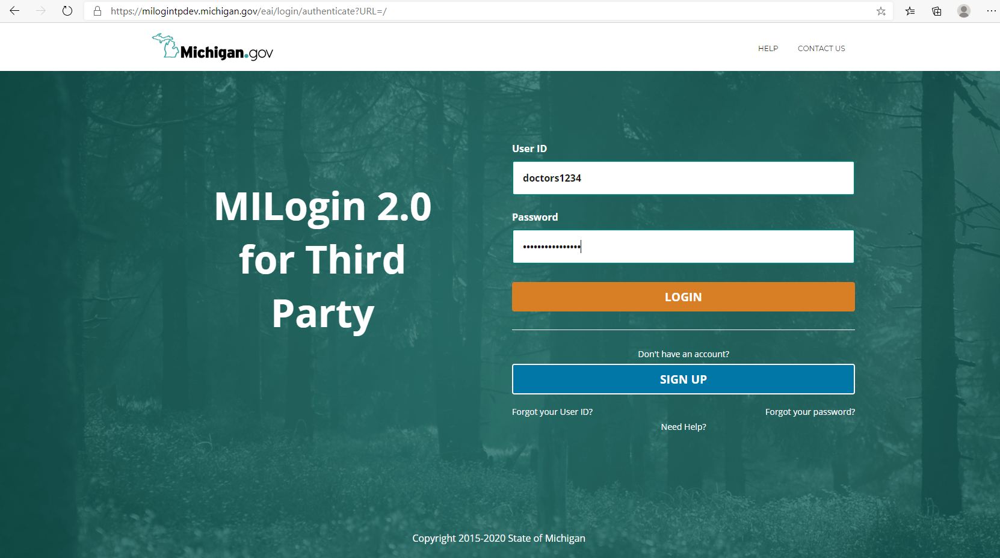 https://milogintpdev.michigan.gov/eai/login/authenticate?URL=/
Michigan.gov
HELP
CONTACT US
MILogin 2.0
for Third
Party
User ID
doctors1234
Password
••••••••••••••••
LOGIN
Don't have an account?
SIGN UP
Forgot your User ID?
Forgot your password?
Need Help?
Copyright 2015-2020 State of Michigan